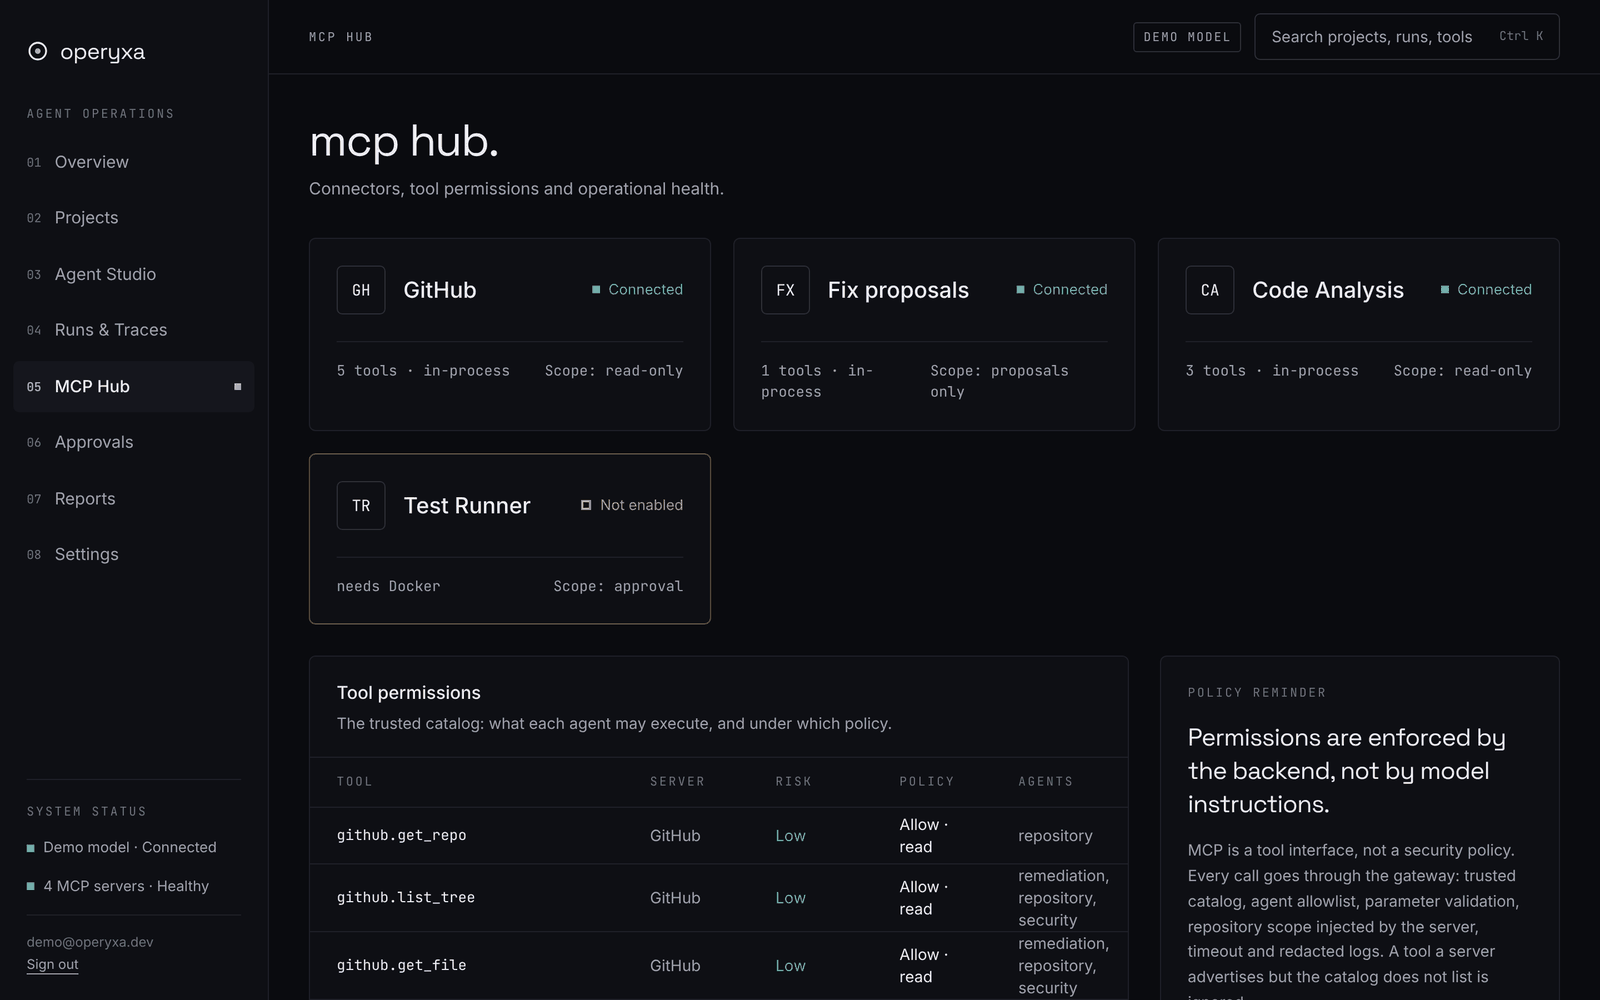 operyxa
AGENT OPERATIONS
01 Overview
02 Projects
03 Agent Studio
04 Runs & Traces
05 MCP Hub
06 Approvals
07 Reports
08 Settings
SYSTEM STATUS
Demo model · Connected
4 MCP servers · Healthy
demo@operyxa.dev
Sign out
MCP HUB
DEMO MODEL
Search projects, runs, tools Ctrl K
mcp hub.
Connectors, tool permissions and operational health.
GH GitHub Connected
5 tools · in-process Scope: read-only
FX Fix proposals Connected
1 tools · in-
process
Scope: proposals
only
CA Code Analysis Connected
3 tools · in-process Scope: read-only
TR Test Runner Not enabled
needs Docker Scope: approval
Tool permissions
The trusted catalog: what each agent may execute, and under which policy.
TOOL SERVER RISK POLICY AGENTS
github.get_repo GitHub Low Allow ·
read
repository
github.list_tree GitHub Low Allow ·
read
remediation,
repository,
security
github.get_file GitHub Low Allow ·
read
remediation,
repository,
security
POLICY REMINDER
Permissions are enforced by
the backend, not by model
instructions.
MCP is a tool interface, not a security policy.
Every call goes through the gateway: trusted
catalog, agent allowlist, parameter validation,
repository scope injected by the server,
timeout and redacted logs. A tool a server
advertises but the catalog does not list is